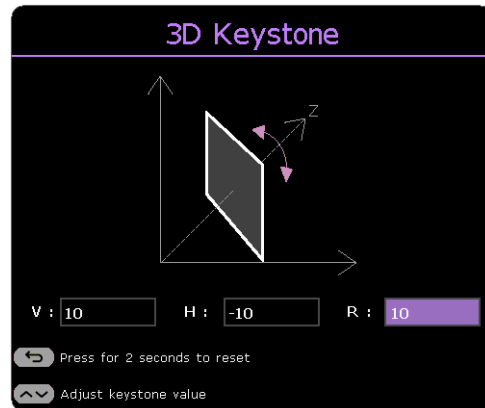 3D Keystone
Z
V : 10 H : -10 R : 10
Press for 2 seconds to reset
Adjust keystone value